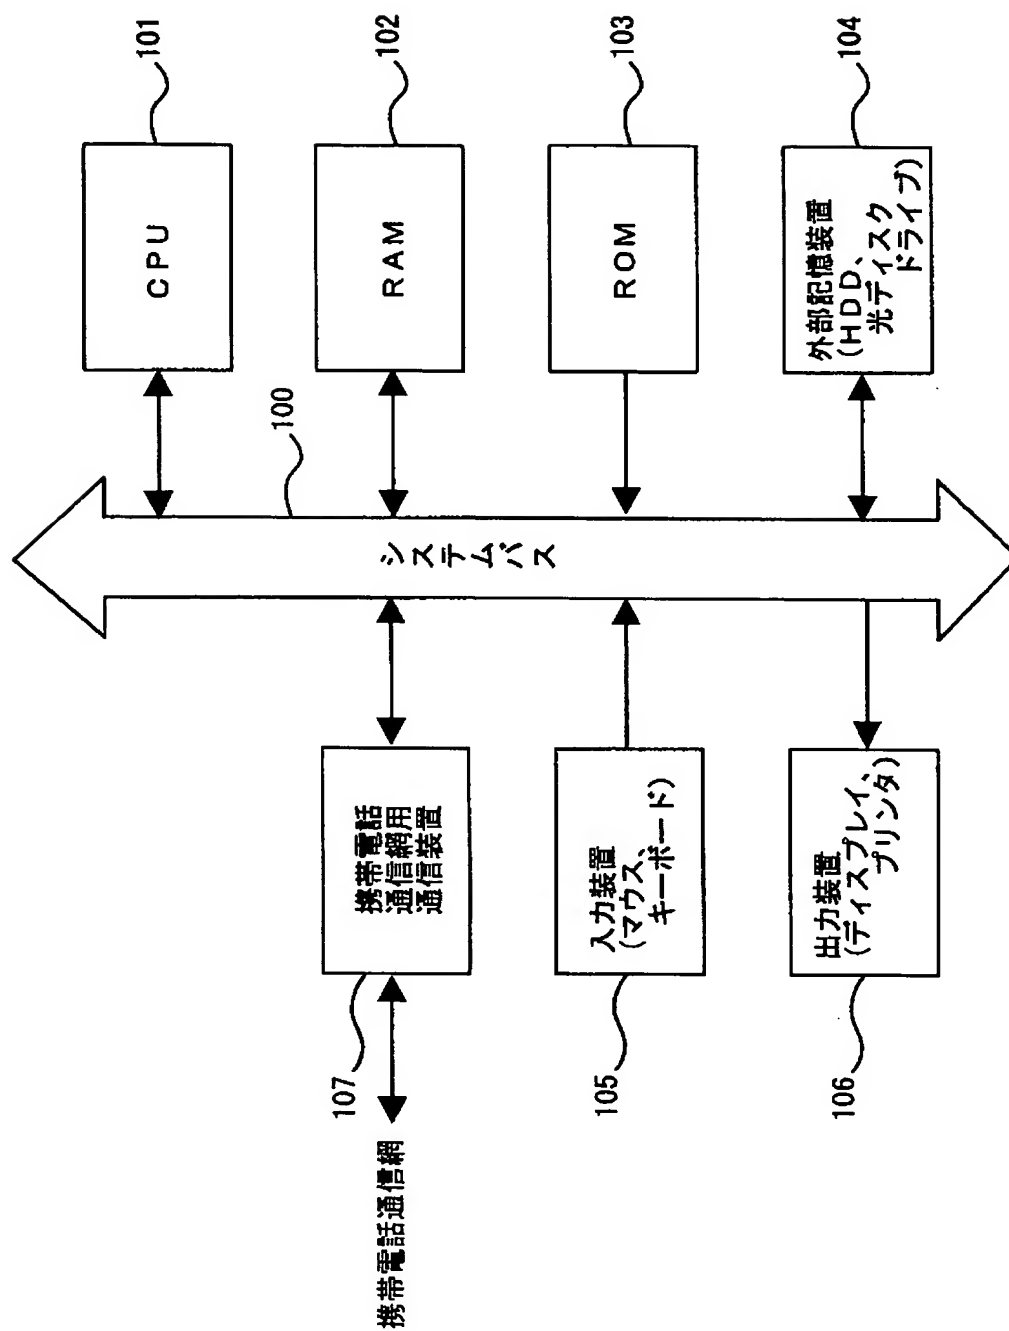 101
CPU
102
RAM
103
ROM
104
外部記憶装置
(HDD、
光ディスク
ドライブ)
100
システムバス
携帯電話
通信網用
通信装置
107
携帯電話通信網
入力装置
(マウス、
キーボード)
105
出力装置
(ディスプレイ、
プリンタ)
106